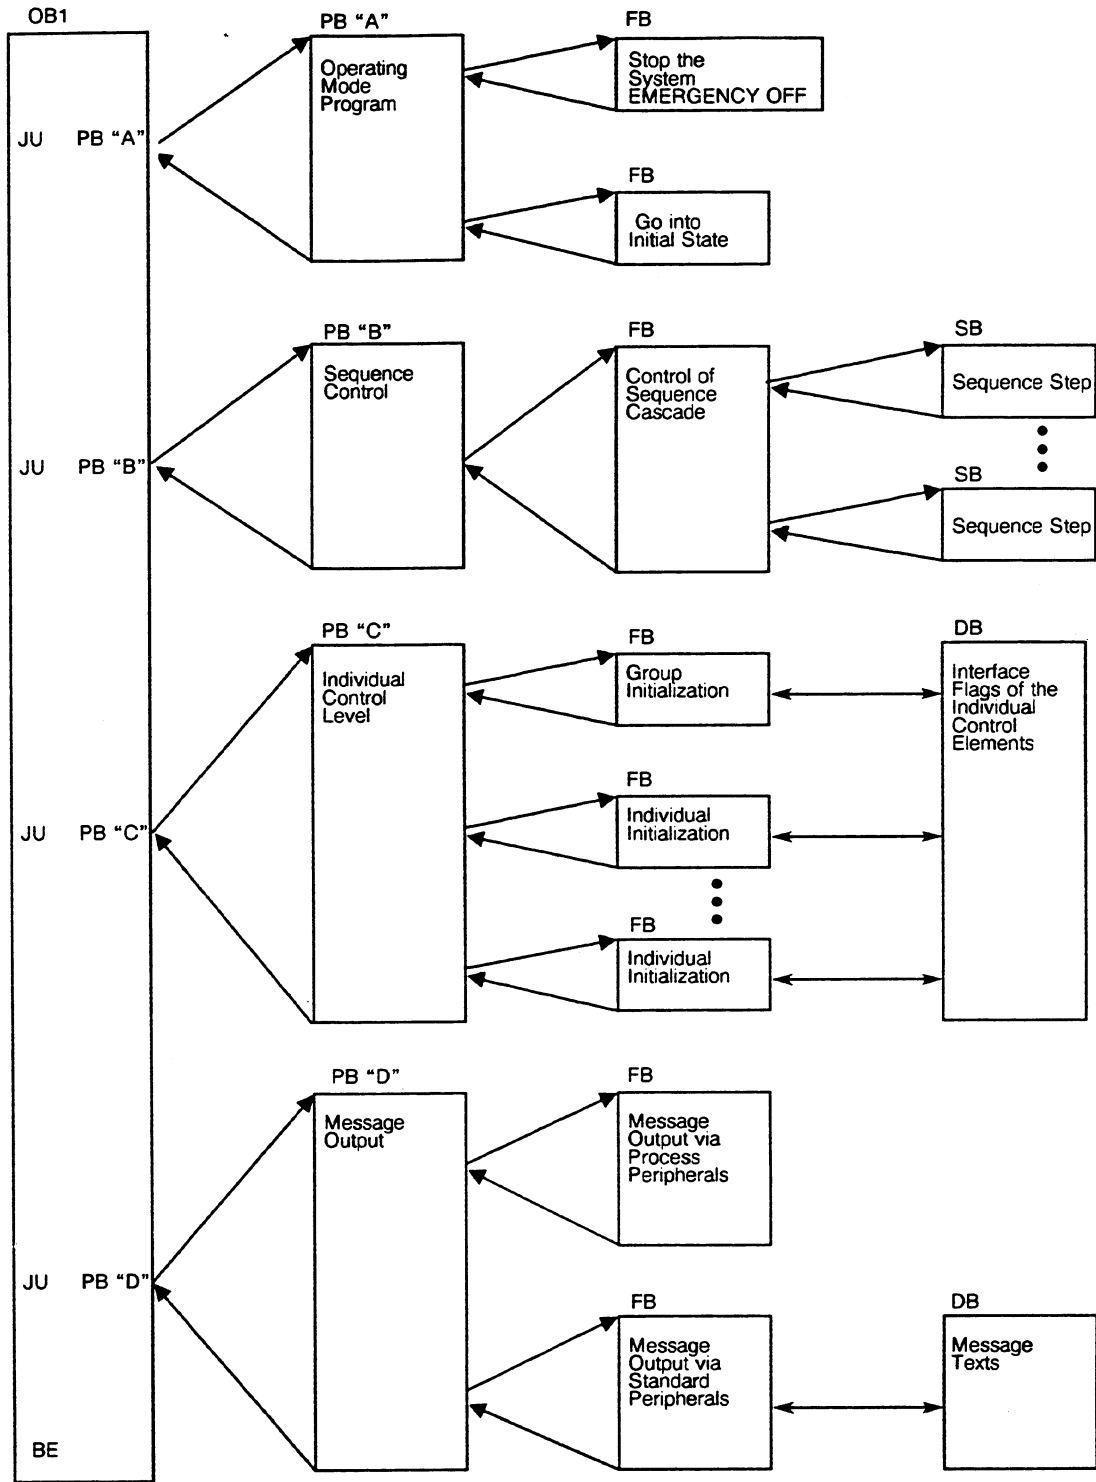 OB1
JU PB “A”
PB “A”
Operating
Mode
Program
FB
Stop the
System
EMERGENCY OFF
FB
Go into
Initial State
JU PB “B”
PB “B”
Sequence
Control
FB
Control of
Sequence
Cascade
SB
Sequence Step
SB
Sequence Step
JU PB “C”
PB “C”
Individual
Control
Level
FB
Group
Initialization
FB
Individual
Initialization
FB
Individual
Initialization
DB
Interface
Flags of the
Individual
Control
Elements
JU PB “D”
PB “D”
Message
Output
FB
Message
Output via
Process
Peripherals
FB
Message
Output via
Standard
Peripherals
DB
Message
Texts
BE